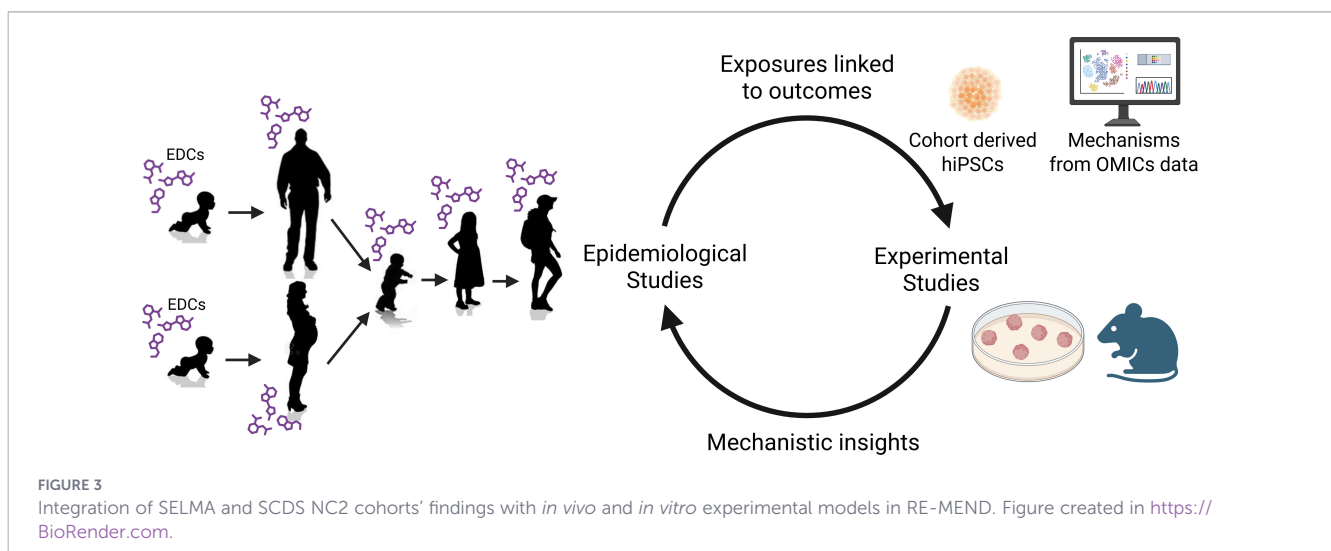 EDCs
EDCs
Exposures linked
to outcomes
Cohort derived
hiPSCs
Mechanisms
from OMICs data
Epidemiological
Studies
Experimental
Studies
Mechanistic insights
FIGURE 3
Integration of SELMA and SCDS NC2 cohorts’ findings with in vivo and in vitro experimental models in RE-MEND. Figure created in https://
BioRender.com.